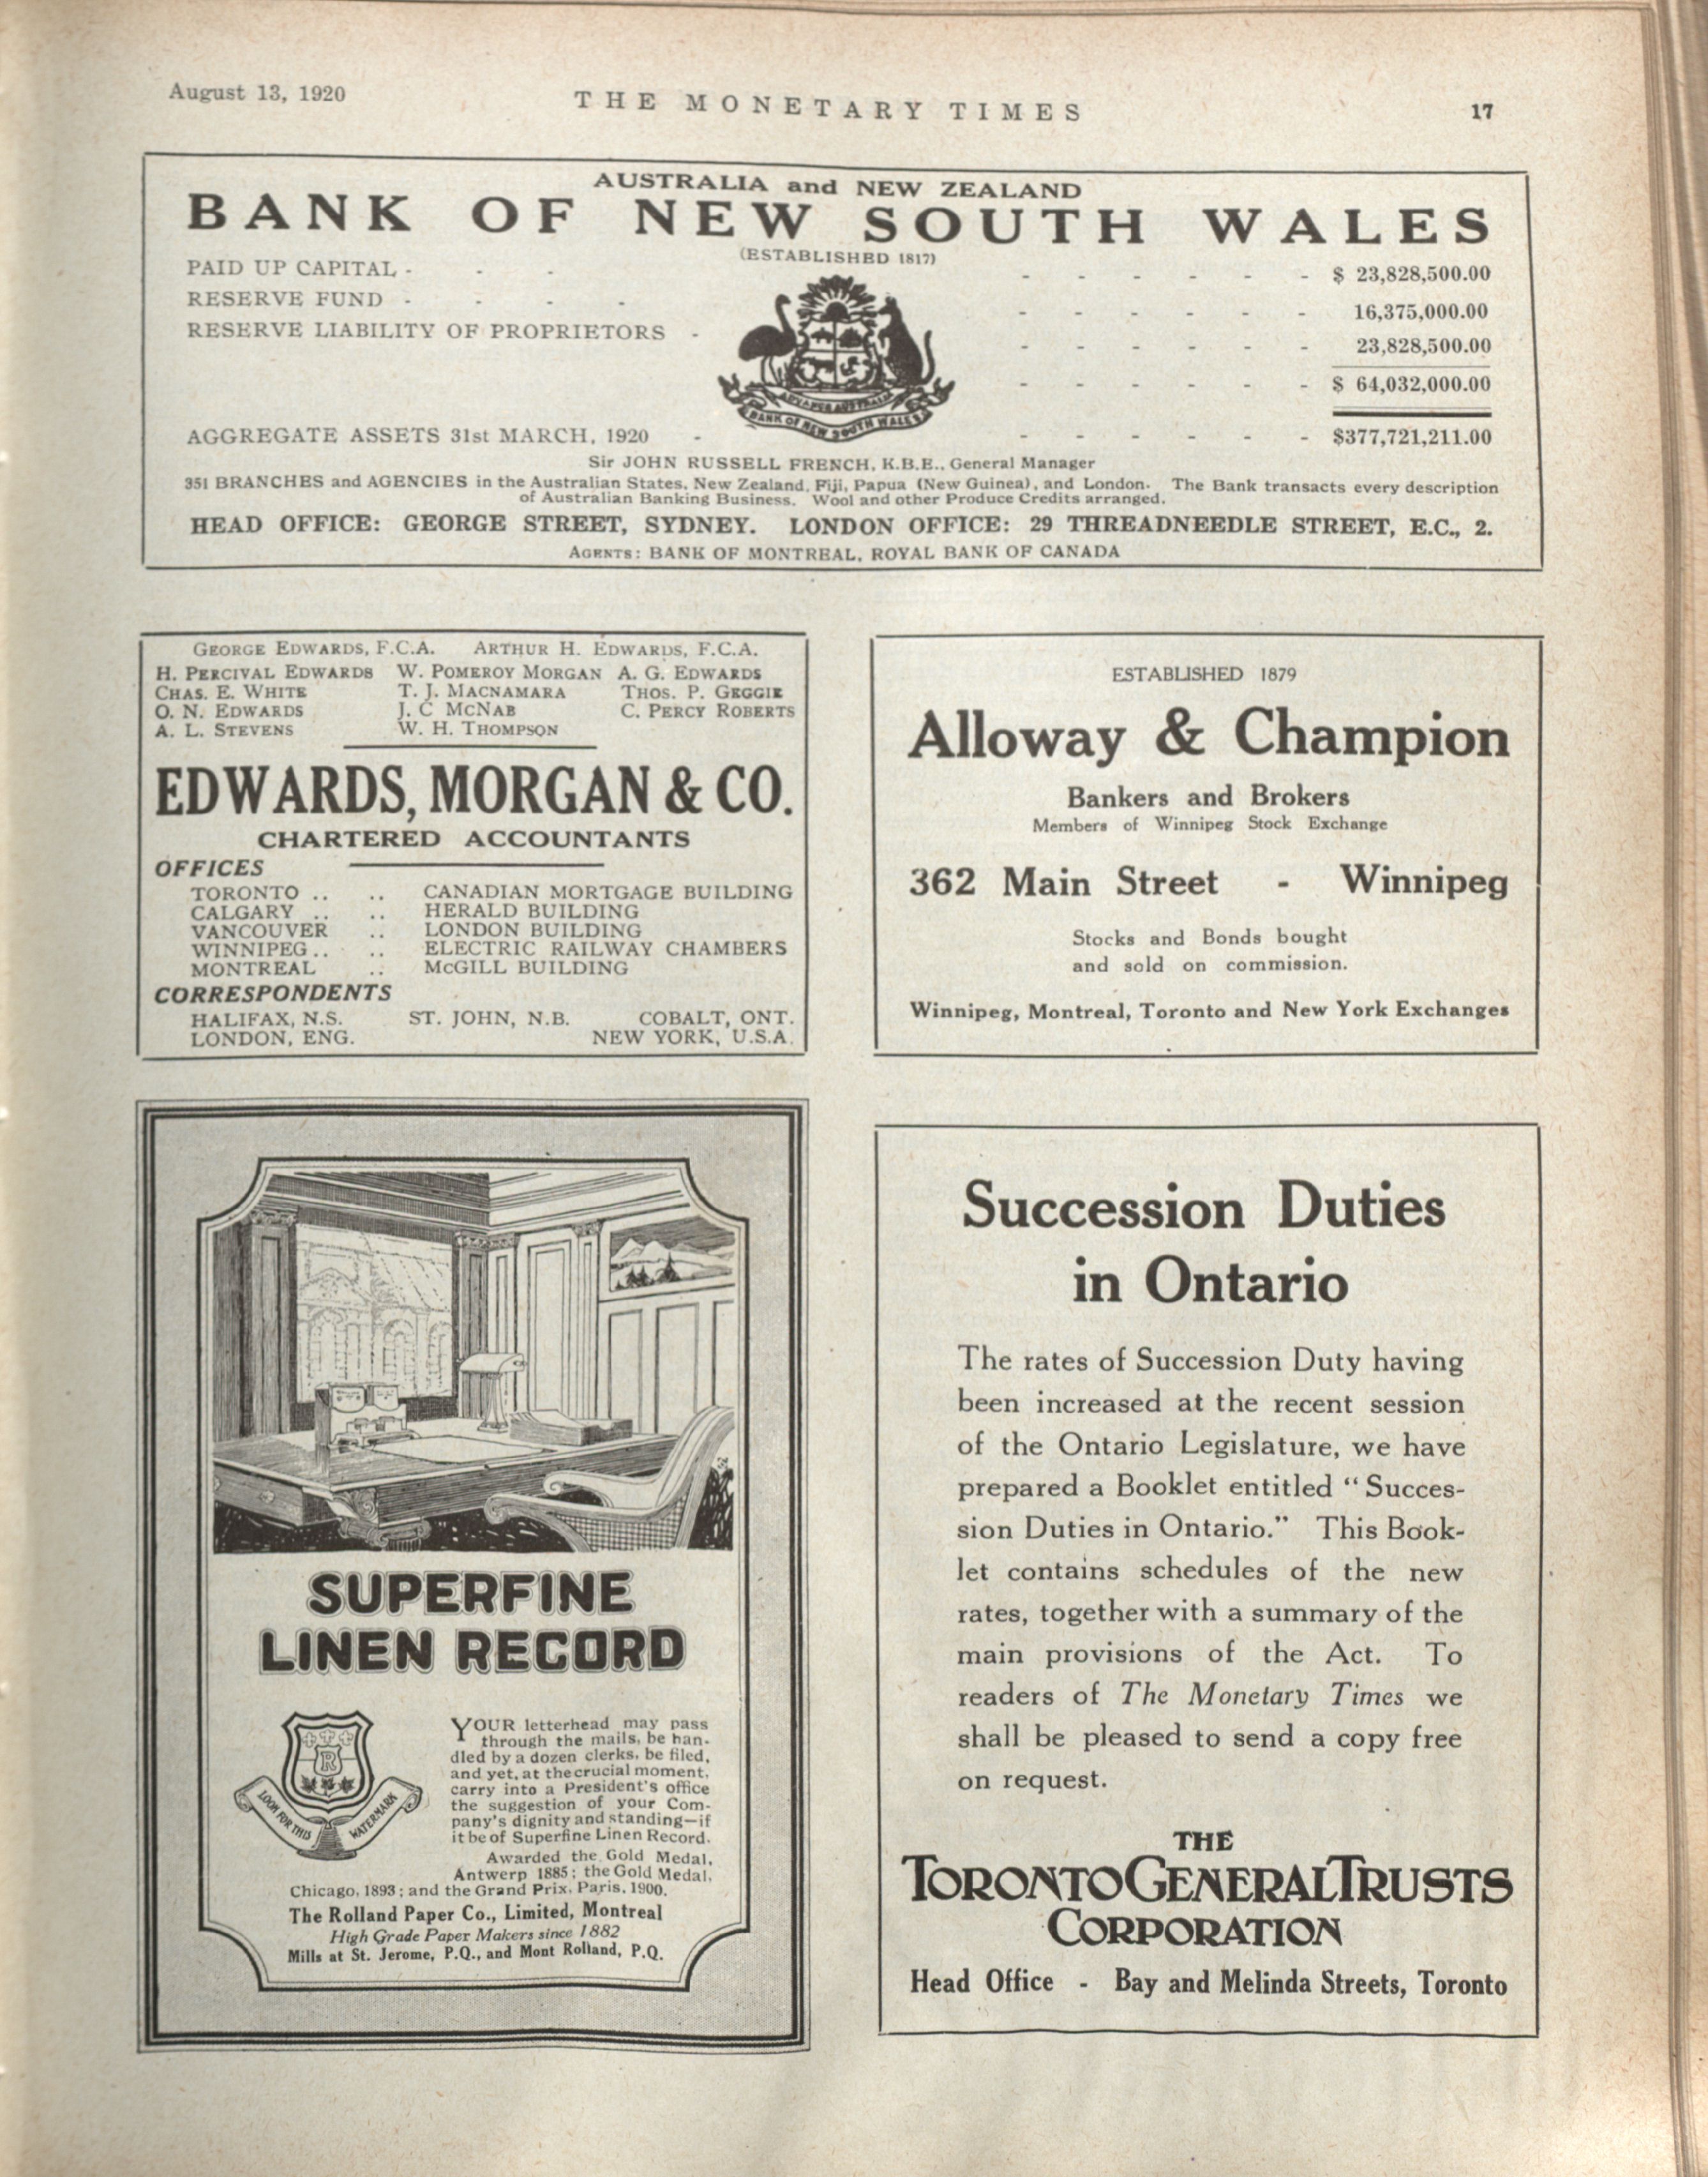 August 13, 1920
THE MONETARY TIMES
17
AUSTRALIA and NEW ZEALAND
BANK OF NEW SOUTH WALES
(ESTABLISHED 1817)
PAID UP CAPITAL - - - - - - - - - $ 23,828,500.00
RESERVE FUND - - - - - - - - - - 16,375,000.00
RESERVE LIABILITY OF PROPRIETORS - - - - - - - 23,828,500.00
- - - - - - $ 64,032,000.00
ADVANCE AUSTRALIA
BANK OF NEW SOUTH WALES
AGGREGATE ASSETS 31st MARCH, 1920 - - - - - - - $377,721,211.00
Sir JOHN RUSSELL FRENCH, K.B.E., General Manager
351 BRANCHES and AGENCIES in the Australian States, New Zealand, Fiji, Papua (New Guinea), and London. The Bank transacts every description
of Australian Banking Business. Wool and other Produce Credits arranged.
HEAD OFFICE: GEORGE STREET, SYDNEY. LONDON OFFICE: 29 THREADNEEDLE STREET, E.C., 2.
AGENTS: BANK OF MONTREAL, ROYAL BANK OF CANADA
GEORGE EDWARDS, F.C.A. ARTHUR H. EDWARDS, F.C.A.
H. PERCIVAL EDWARDS W. POMEROY MORGAN A. G. EDWARDS
CHAS. E. WHITE T. J. MACNAMARA THOS. P. GEGGIE
O. N. EDWARDS J. C MCNAB C. PERCY ROBERTS
A. L. STEVENS W. H. THOMPSON
EDWARDS, MORGAN & CO.
CHARTERED ACCOUNTANTS
OFFICES
TORONTO .. .. CANADIAN MORTGAGE BUILDING
CALGARY .. .. HERALD BUILDING
VANCOUVER .. LONDON BUILDING
WINNIPEG .. .. ELECTRIC RAILWAY CHAMBERS
MONTREAL .. McGILL BUILDING
CORRESPONDENTS
HALIFAX, N.S. ST. JOHN, N.B. COBALT, ONT.
LONDON, ENG. NEW YORK, U.S.A.
ESTABLISHED 1879
Alloway & Champion
Bankers and Brokers
Members of Winnipeg Stock Exchange
362 Main Street - Winnipeg
Stocks and Bonds bought
and sold on commission.
Winnipeg, Montreal, Toronto and New York Exchanges
SUPERFINE
LINEN RECORD
R
LOOK FOR THIS WATERMARK
YOUR letterhead may pass
through the mails, be han-
dled by a dozen clerks, be filed,
and yet, at the crucial moment,
carry into a President's office
the suggestion of your Com-
pany's dignity and standing—if
it be of Superfine Linen Record.
Awarded the Gold Medal,
Antwerp 1885; the Gold Medal,
Chicago, 1893; and the Grand Prix, Paris, 1900.
The Rolland Paper Co., Limited, Montreal
High Grade Paper Makers since 1882
Mills at St. Jerome, P.Q., and Mont Rolland, P.Q.
Succession Duties
in Ontario
The rates of Succession Duty having
been increased at the recent session
of the Ontario Legislature, we have
prepared a Booklet entitled “Succes-
sion Duties in Ontario.” This Book-
let contains schedules of the new
rates, together with a summary of the
main provisions of the Act. To
readers of The Monetary Times we
shall be pleased to send a copy free
on request.
THE
TORONTO GENERAL TRUSTS
CORPORATION
Head Office - Bay and Melinda Streets, Toronto